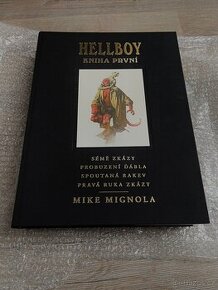 HELLBOY
KNIHA PRVNÍ
SÉMĚ ZKÁZY
PROBUZENÍ ĎÁBLA
SPOUTANÁ RAKEV
PRAVÁ RUKA ZKÁZY
MIKE MIGNOLA